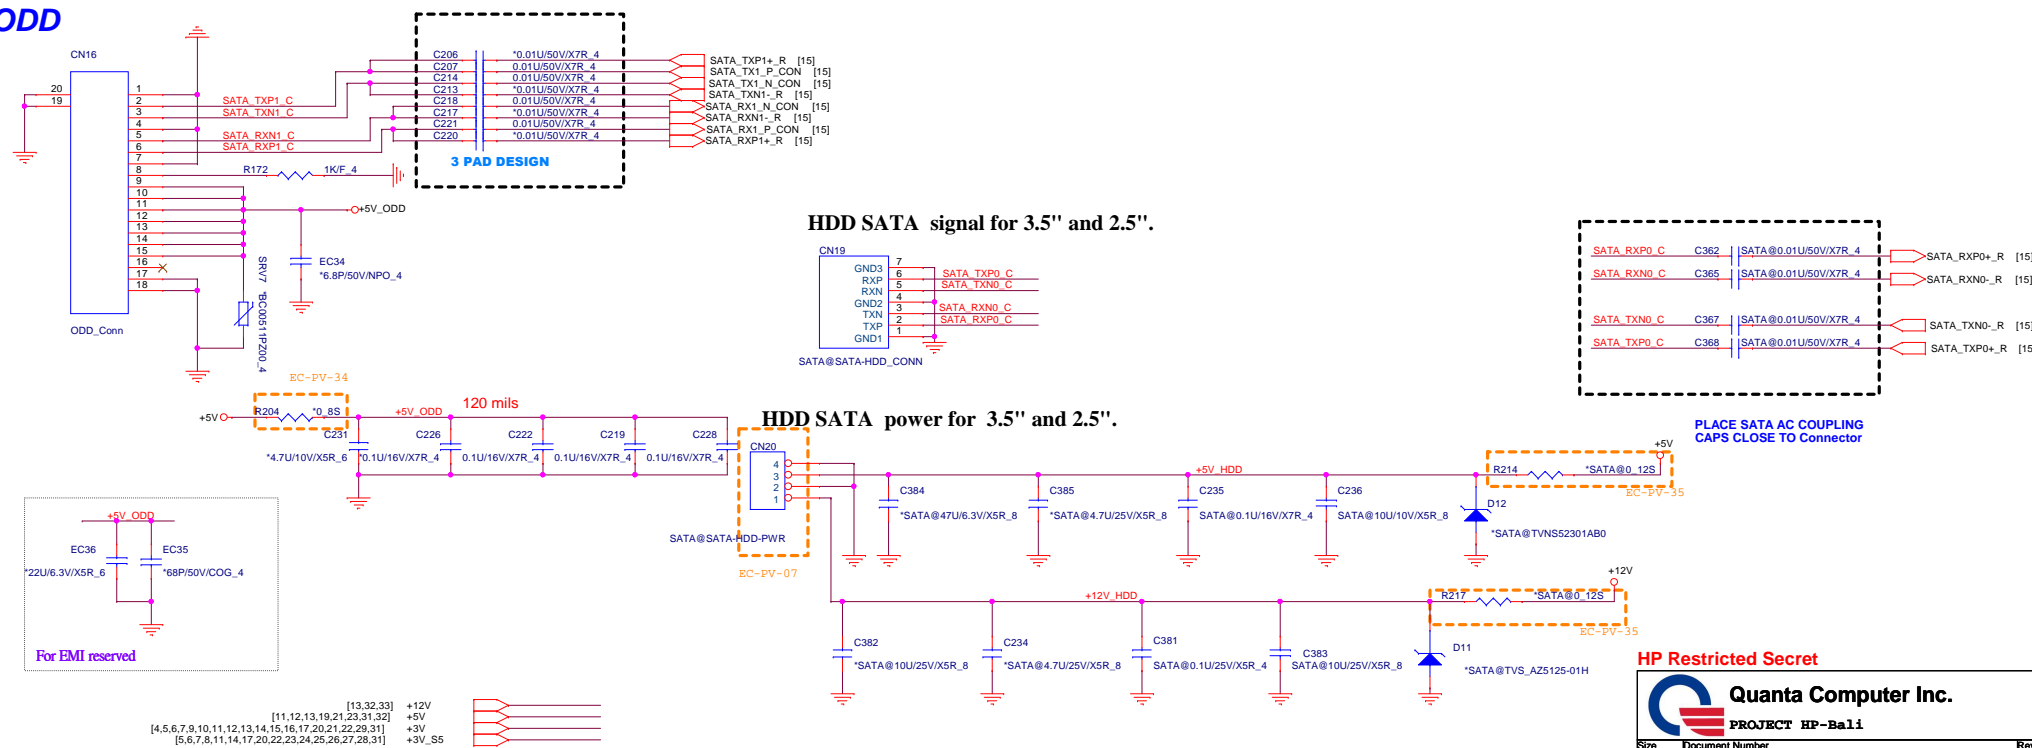 ODD
CN16
20
19
1
2
3
4
5
6
7
8
9
10
11
12
13
14
15
16
17
18
ODD_Conn
SATA_TXP1_C
SATA_TXN1_C
SATA_RXN1_C
SATA_RXP1_C
R172 1K/F_4
+5V_ODD
EC34
*6.8P/50V/NPO_4
SRV7 *BC00511PZ00_4
C206 *0.01U/50V/X7R_4 SATA_TXP1+_R [15]
C207 0.01U/50V/X7R_4 SATA_TX1_P_CON [15]
C214 0.01U/50V/X7R_4 SATA_TX1_N_CON [15]
C213 *0.01U/50V/X7R_4 SATA_TXN1-_R [15]
C218 0.01U/50V/X7R_4 SATA_RX1_N_CON [15]
C217 *0.01U/50V/X7R_4 SATA_RXN1-_R [15]
C221 0.01U/50V/X7R_4 SATA_RX1_P_CON [15]
C220 *0.01U/50V/X7R_4 SATA_RXP1+_R [15]
3 PAD DESIGN
HDD SATA signal for 3.5" and 2.5".
CN19
GND3 7
RXP 6 SATA_TXP0_C
RXN 5 SATA_TXN0_C
GND2 4
TXN 3 SATA_RXN0_C
TXP 2 SATA_RXP0_C
GND1 1
SATA@SATA-HDD_CONN
SATA_RXP0_C C362 SATA@0.01U/50V/X7R_4 SATA_RXP0+_R [15]
SATA_RXN0_C C365 SATA@0.01U/50V/X7R_4 SATA_RXN0-_R [15]
SATA_TXN0_C C367 SATA@0.01U/50V/X7R_4 SATA_TXN0-_R [15]
SATA_TXP0_C C368 SATA@0.01U/50V/X7R_4 SATA_TXP0+_R [15
PLACE SATA AC COUPLING
CAPS CLOSE TO Connector
EC-PV-34
+5V R204 *0_8S +5V_ODD 120 mils
C231 C226 C222 C219 C228
*4.7U/10V/X5R_6 *0.1U/16V/X7R_4 0.1U/16V/X7R_4 0.1U/16V/X7R_4 0.1U/16V/X7R_4
HDD SATA power for 3.5" and 2.5".
CN20
4
3
2
1
SATA@SATA-HDD-PWR
EC-PV-07
+5V_HDD
R214 *SATA@0_12S +5V
EC-PV-35
C384 *SATA@47U/6.3V/X5R_8
C385 *SATA@4.7U/25V/X5R_8
C235 SATA@0.1U/16V/X7R_4
C236 SATA@10U/10V/X5R_8
D12
*SATA@TVNS52301AB0
+12V_HDD
R217 *SATA@0_12S +12V
EC-PV-35
C382 *SATA@10U/25V/X5R_8
C234 *SATA@4.7U/25V/X5R_8
C381 SATA@0.1U/25V/X5R_4
C383 SATA@10U/25V/X5R_8
D11
*SATA@TVS_AZ5125-01H
+5V_ODD
EC36 EC35
*22U/6.3V/X5R_6 *68P/50V/COG_4
For EMI reserved
[13,32,33] +12V
[11,12,13,19,21,23,31,32] +5V
[4,5,6,7,9,10,11,12,13,14,15,16,17,20,21,22,29,31] +3V
[5,6,7,8,11,14,17,20,22,23,24,25,26,27,28,31] +3V_S5
HP Restricted Secret
Quanta Computer Inc.
PROJECT HP-Bali
Size Document Number Rev